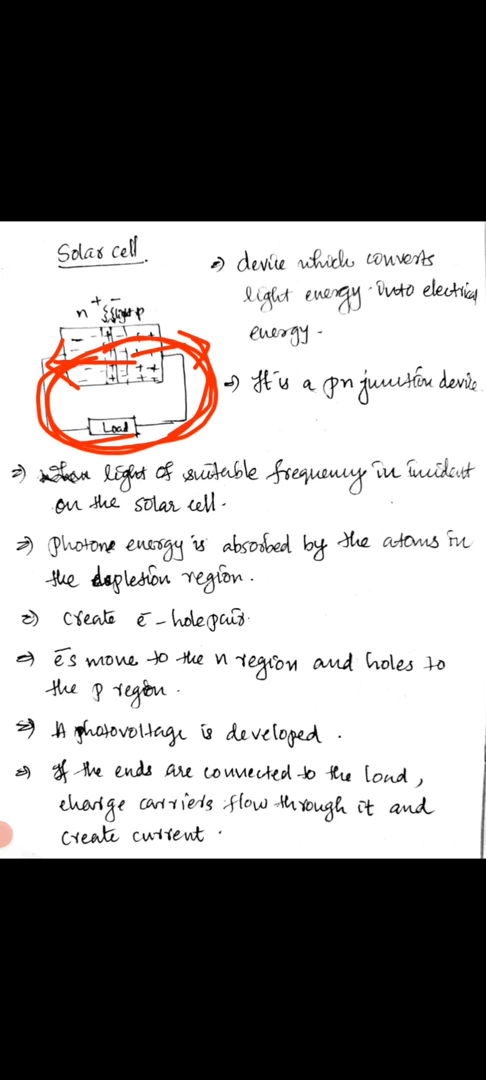 Solar cell.
⇒ device which converts
light energy into electrical
energy.
n + - light p
Load
⇒ It is a pn junction device
⇒ light of suitable frequency in incident
on the solar cell.
⇒ Photon energy is absorbed by the atoms in
the depletion region.
⇒ Create e̅ - hole pair.
⇒ e̅s move to the n region and holes to
the p region.
⇒ A photovoltage is developed.
⇒ If the ends are connected to the load,
charge carriers flow through it and
create current.